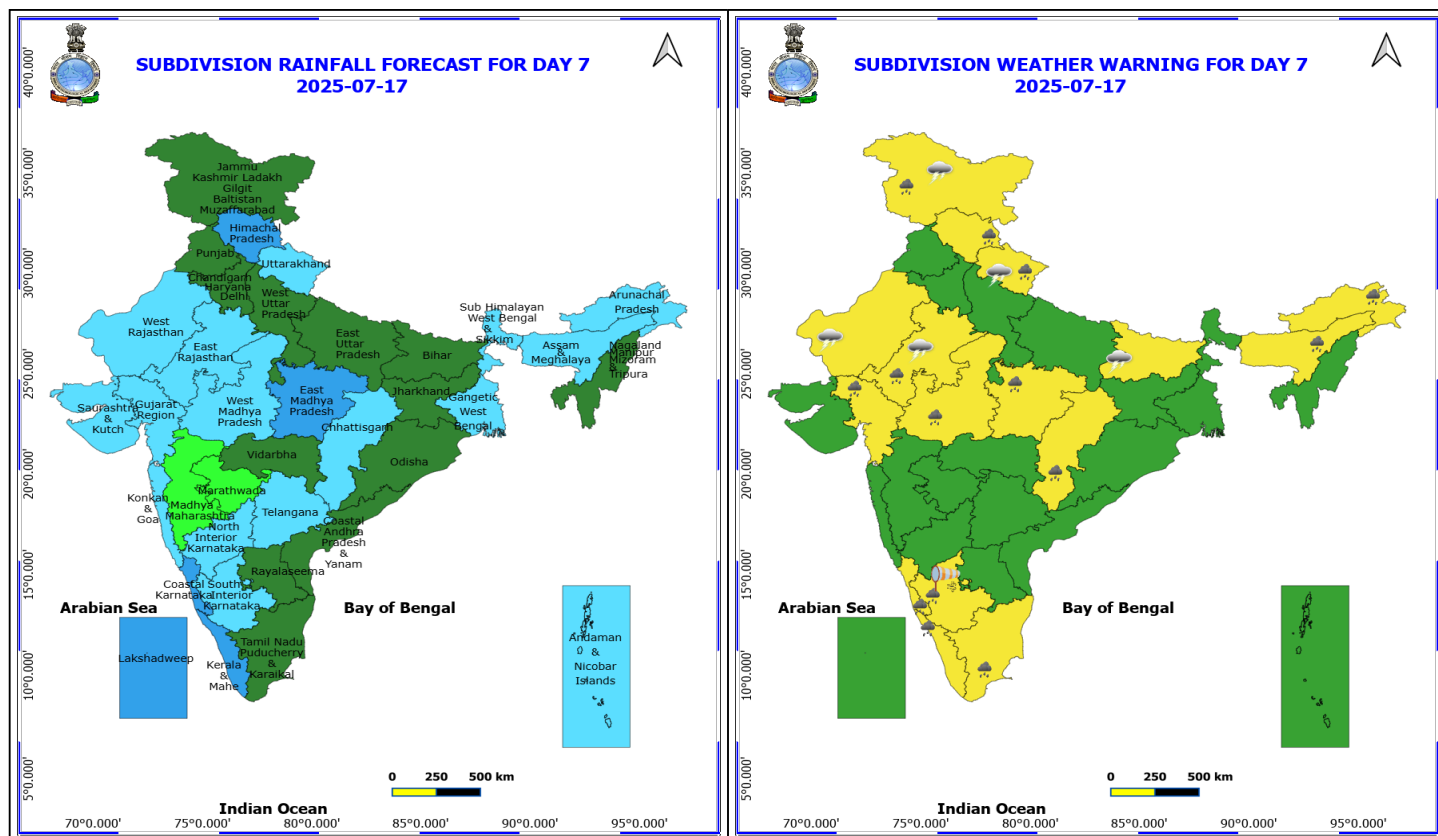 SUBDIVISION RAINFALL FORECAST FOR DAY 7
2025-07-17
40°0.000'
35°0.000'
30°0.000'
25°0.000'
20°0.000'
15°0.000'
10°0.000'
5°0.000'
Jammu
Kashmir Ladakh
Gilgit
Baltistan
Muzaffarabad
Himachal
Pradesh
Punjab
Uttarakhand
Chandigarh
Haryana
Delhi
West
Uttar
Pradesh
West
Rajasthan
East
Rajasthan
East
Uttar
Pradesh
Bihar
Sub Himalayan
West Bengal
&
Sikkim
Arunachal
Pradesh
Assam
&
Meghalaya
Nagaland
Manipur
Mizoram
&
Tripura
Saurashtra
&
Kutch
Gujarat
Region
West
Madhya
Pradesh
East
Madhya
Pradesh
Jharkhand
Gangetic
West
Bengal
Chhattisgarh
Vidarbha
Odisha
Konkan
&
Goa
Madhya
Maharashtra
Marathwada
Telangana
North
Interior
Karnataka
Coastal
Andhra
Pradesh
&
Yanam
Rayalaseema
Coastal
Karnataka
South
Interior
Karnataka
Arabian Sea
Bay of Bengal
Lakshadweep
Kerala
&
Mahe
Tamil Nadu
Puducherry
&
Karaikal
Andaman
&
Nicobar
Islands
0 250 500 km
Indian Ocean
70°0.000' 75°0.000' 80°0.000' 85°0.000' 90°0.000' 95°0.000'
SUBDIVISION WEATHER WARNING FOR DAY 7
2025-07-17
40°0.000'
35°0.000'
30°0.000'
25°0.000'
20°0.000'
15°0.000'
10°0.000'
5°0.000'
Arabian Sea
Bay of Bengal
0 250 500 km
Indian Ocean
70°0.000' 75°0.000' 80°0.000' 85°0.000' 90°0.000' 95°0.000'